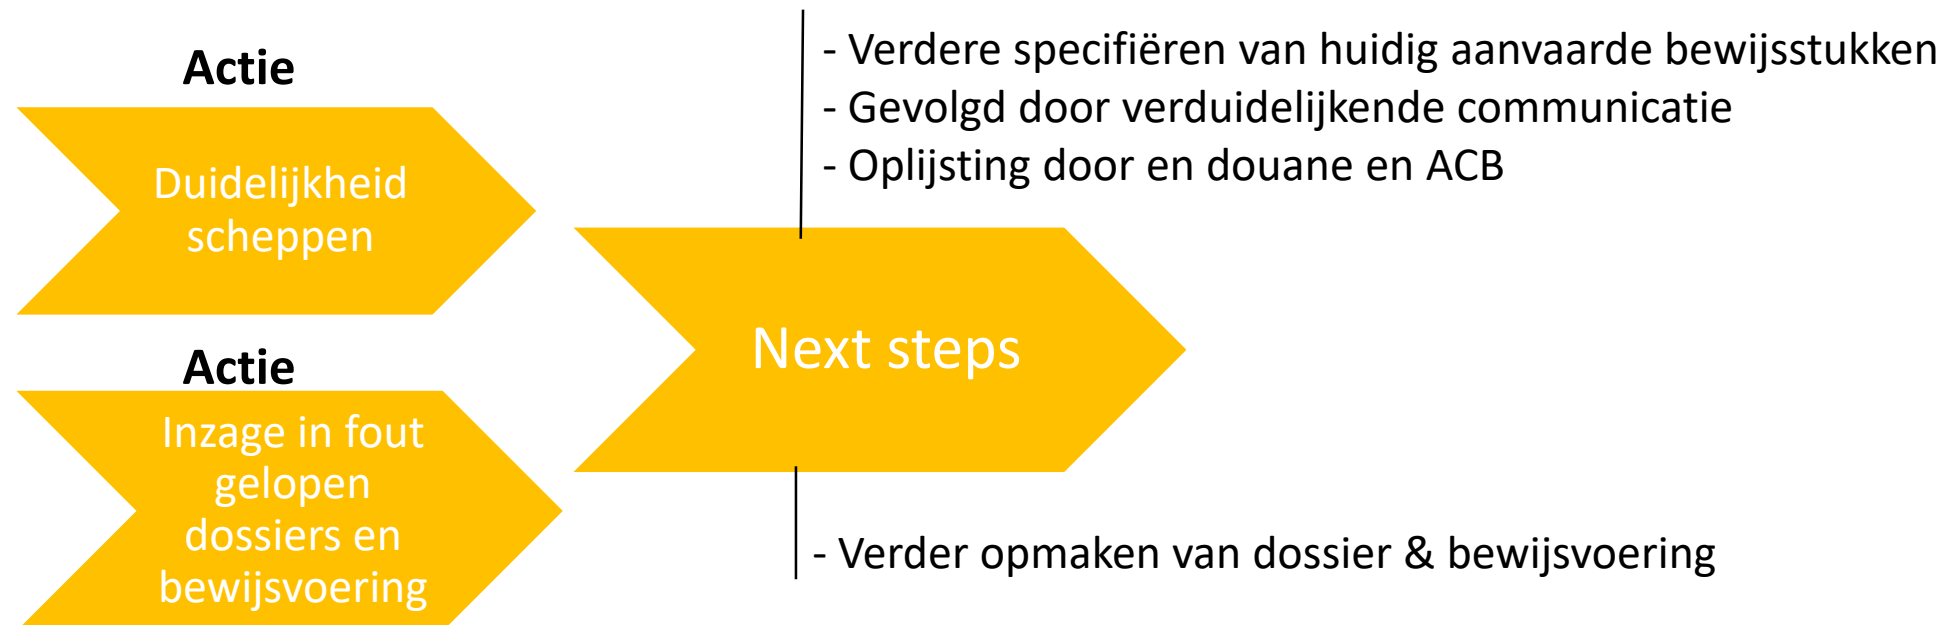 Actie
Duidelijkheid
scheppen
Actie
Inzage in fout
gelopen
dossiers en
bewijsvoering
Next steps
- Verdere specifiëren van huidig aanvaarde bewijsstukken
- Gevolgd door verduidelijkende communicatie
- Oplijsting door en douane en ACB
- Verder opmaken van dossier & bewijsvoering